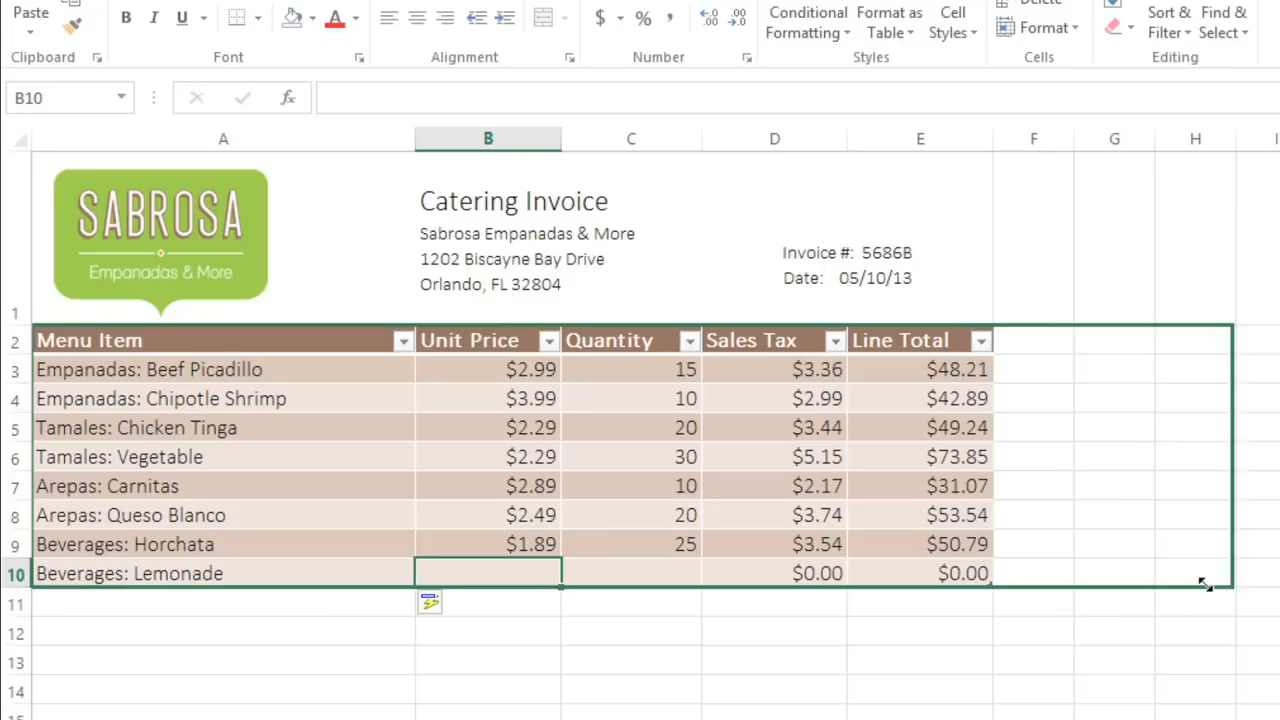 Paste
B I U
A
$ % ,
.00 .0
Conditional Formatting
Format as Table
Cell Styles
Delete
Format
Sort & Filter
Find & Select
Clipboard Font Alignment Number Styles Cells Editing
B10 fx
A B C D E F G H I
SABROSA
Empanadas & More
Catering Invoice
Sabrosa Empanadas & More
1202 Biscayne Bay Drive
Orlando, FL 32804
Invoice #: 5686B
Date: 05/10/13
1
2 Menu Item Unit Price Quantity Sales Tax Line Total
3 Empanadas: Beef Picadillo $2.99 15 $3.36 $48.21
4 Empanadas: Chipotle Shrimp $3.99 10 $2.99 $42.89
5 Tamales: Chicken Tinga $2.29 20 $3.44 $49.24
6 Tamales: Vegetable $2.29 30 $5.15 $73.85
7 Arepas: Carnitas $2.89 10 $2.17 $31.07
8 Arepas: Queso Blanco $2.49 20 $3.74 $53.54
9 Beverages: Horchata $1.89 25 $3.54 $50.79
10 Beverages: Lemonade $0.00 $0.00
11
12
13
14